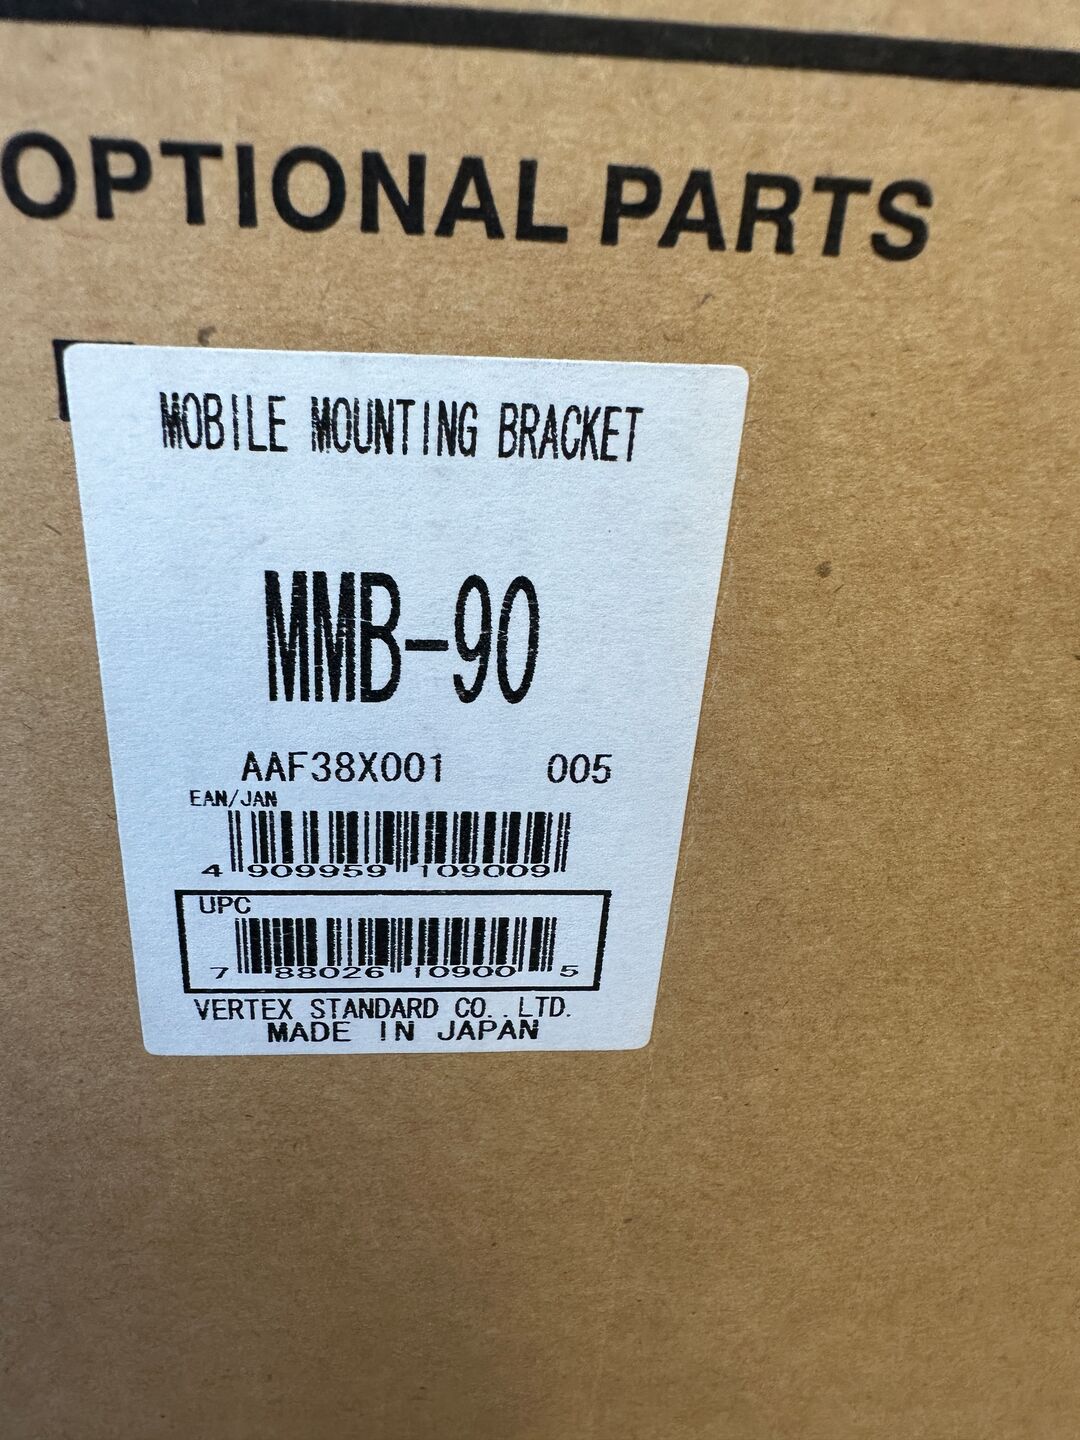 OPTIONAL PARTS
MOBILE MOUNTING BRACKET
MMB-90
AAF38X001 005
EAN/JAN
4 909959 109009
UPC
7 88026 10900 5
VERTEX STANDARD CO.,LTD.
MADE IN JAPAN